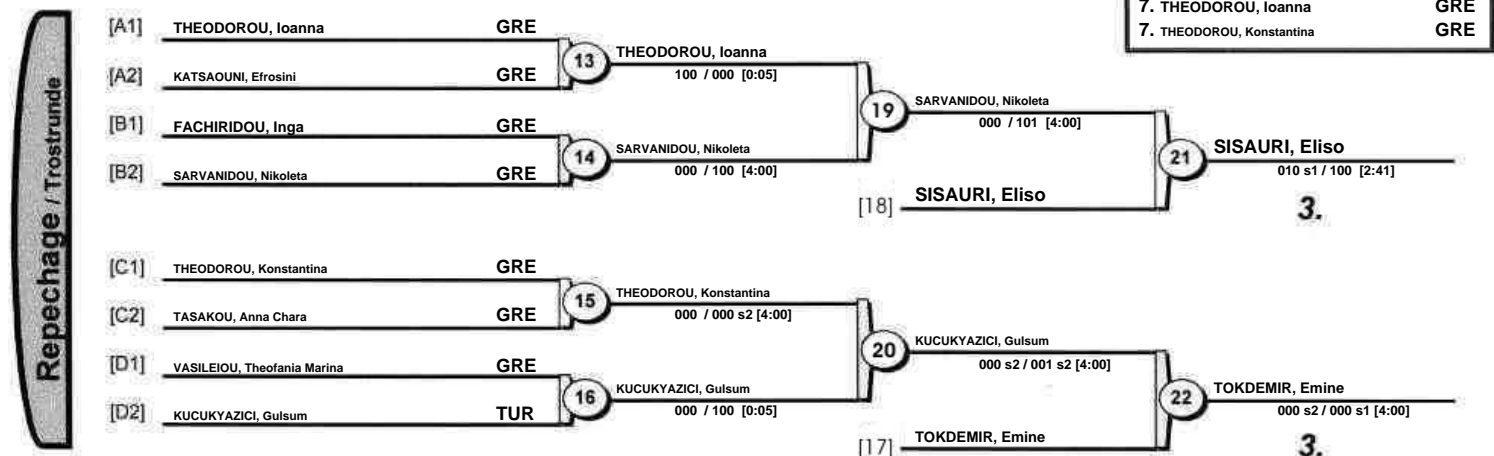 7. THEODOROU, Ioanna GRE
7. THEODOROU, Konstantina GRE
Repechage / Trostrunde
[A1] THEODOROU, Ioanna GRE
[A2] KATSAOUNI, Efrosini GRE
13 THEODOROU, Ioanna
100 / 000 [0:05]
[B1] FACHIRIDOU, Inga GRE
[B2] SARVANIDOU, Nikoleta GRE
14 SARVANIDOU, Nikoleta
000 / 100 [4:00]
19 SARVANIDOU, Nikoleta
000 / 101 [4:00]
[18] SISAURI, Eliso
21 SISAURI, Eliso
010 s1 / 100 [2:41]
3.
[C1] THEODOROU, Konstantina GRE
[C2] TASAKOU, Anna Chara GRE
15 THEODOROU, Konstantina
000 / 000 s2 [4:00]
[D1] VASILEIOU, Theofania Marina GRE
[D2] KUCUKYAZICI, Gulsum TUR
16 KUCUKYAZICI, Gulsum
000 / 100 [0:05]
20 KUCUKYAZICI, Gulsum
000 s2 / 001 s2 [4:00]
[17] TOKDEMIR, Emine
22 TOKDEMIR, Emine
000 s2 / 000 s1 [4:00]
3.